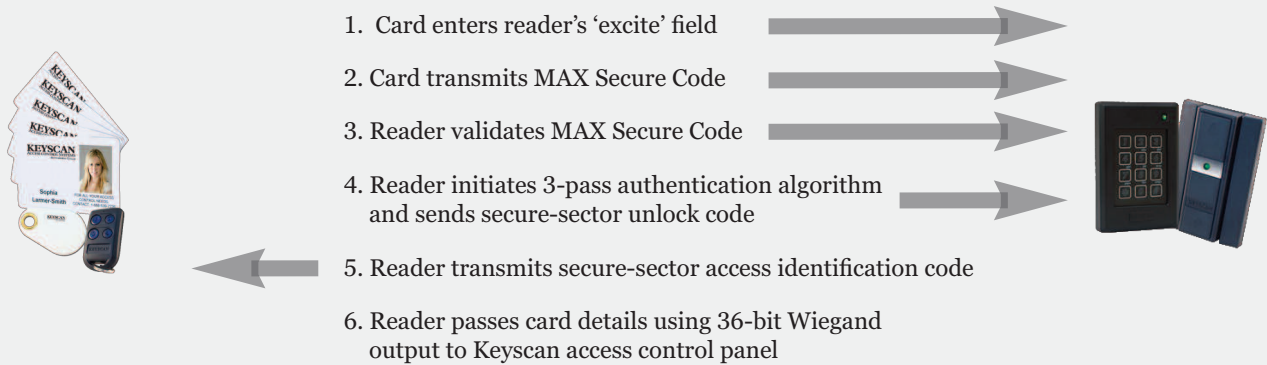 1. Card enters reader's 'excite' field
2. Card transmits MAX Secure Code
3. Reader validates MAX Secure Code
4. Reader initiates 3-pass authentication algorithm
and sends secure-sector unlock code
5. Reader transmits secure-sector access identification code
6. Reader passes card details using 36-bit Wiegand
output to Keyscan access control panel
KEYSCAN
KEYSCAN
KEYSCAN
KEYSCAN
KEYSCAN
Sophia
Lermer-Smith
KEYSCAN